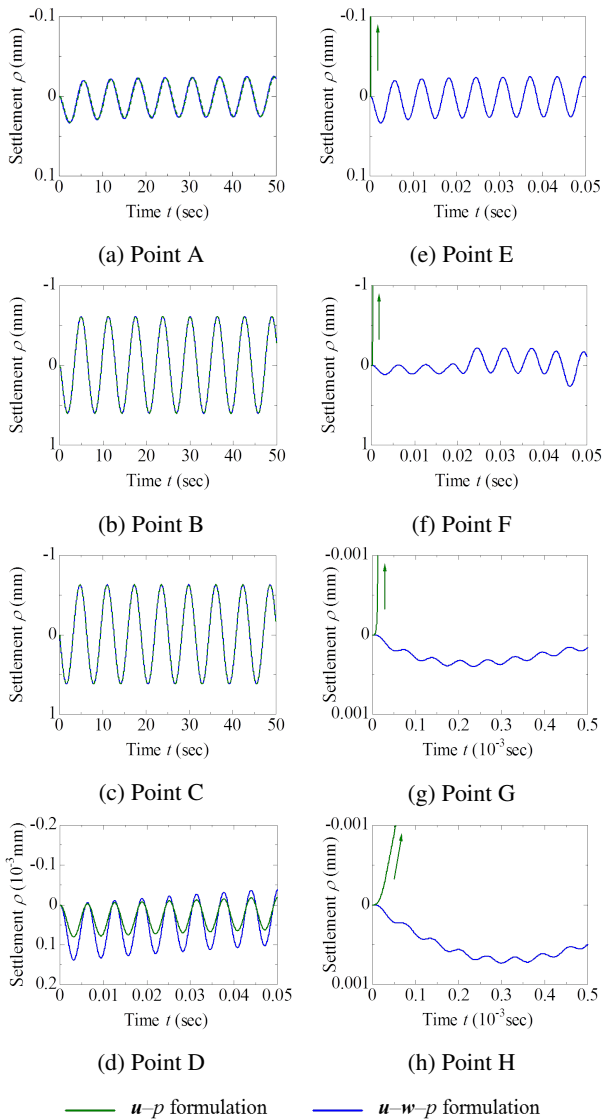 Settlement ρ (mm)
-0.1
0
0.1
0 10 20 30 40 50
Time t (sec)
(a) Point A
Settlement ρ (mm)
-0.1
0
0.1
0 0.01 0.02 0.03 0.04 0.05
Time t (sec)
(e) Point E
Settlement ρ (mm)
-1
0
1
0 10 20 30 40 50
Time t (sec)
(b) Point B
Settlement ρ (mm)
-1
0
1
0 0.01 0.02 0.03 0.04 0.05
Time t (sec)
(f) Point F
Settlement ρ (mm)
-1
0
1
0 10 20 30 40 50
Time t (sec)
(c) Point C
Settlement ρ (mm)
-0.001
0
0.001
0 0.1 0.2 0.3 0.4 0.5
Time t (10⁻³sec)
(g) Point G
Settlement ρ (10⁻³mm)
-0.2
-0.1
0
0.1
0.2
0 0.01 0.02 0.03 0.04 0.05
Time t (sec)
(d) Point D
Settlement ρ (mm)
-0.001
0
0.001
0 0.1 0.2 0.3 0.4 0.5
Time t (10⁻³sec)
(h) Point H
u–p formulation
u–w–p formulation